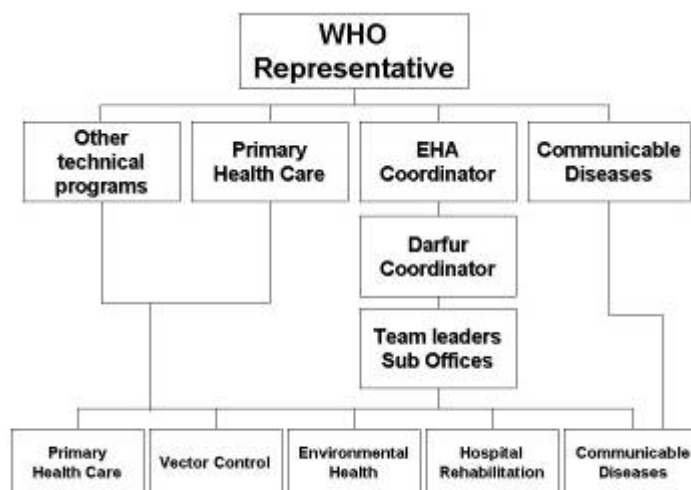 WHO
Representative
Other
technical
programs
Primary
Health Care
EHA
Coordinator
Communicable
Diseases
Darfur
Coordinator
Team leaders
Sub Offices
Primary
Health Care
Vector Control
Environmental
Health
Hospital
Rehabilitation
Communicable
Diseases